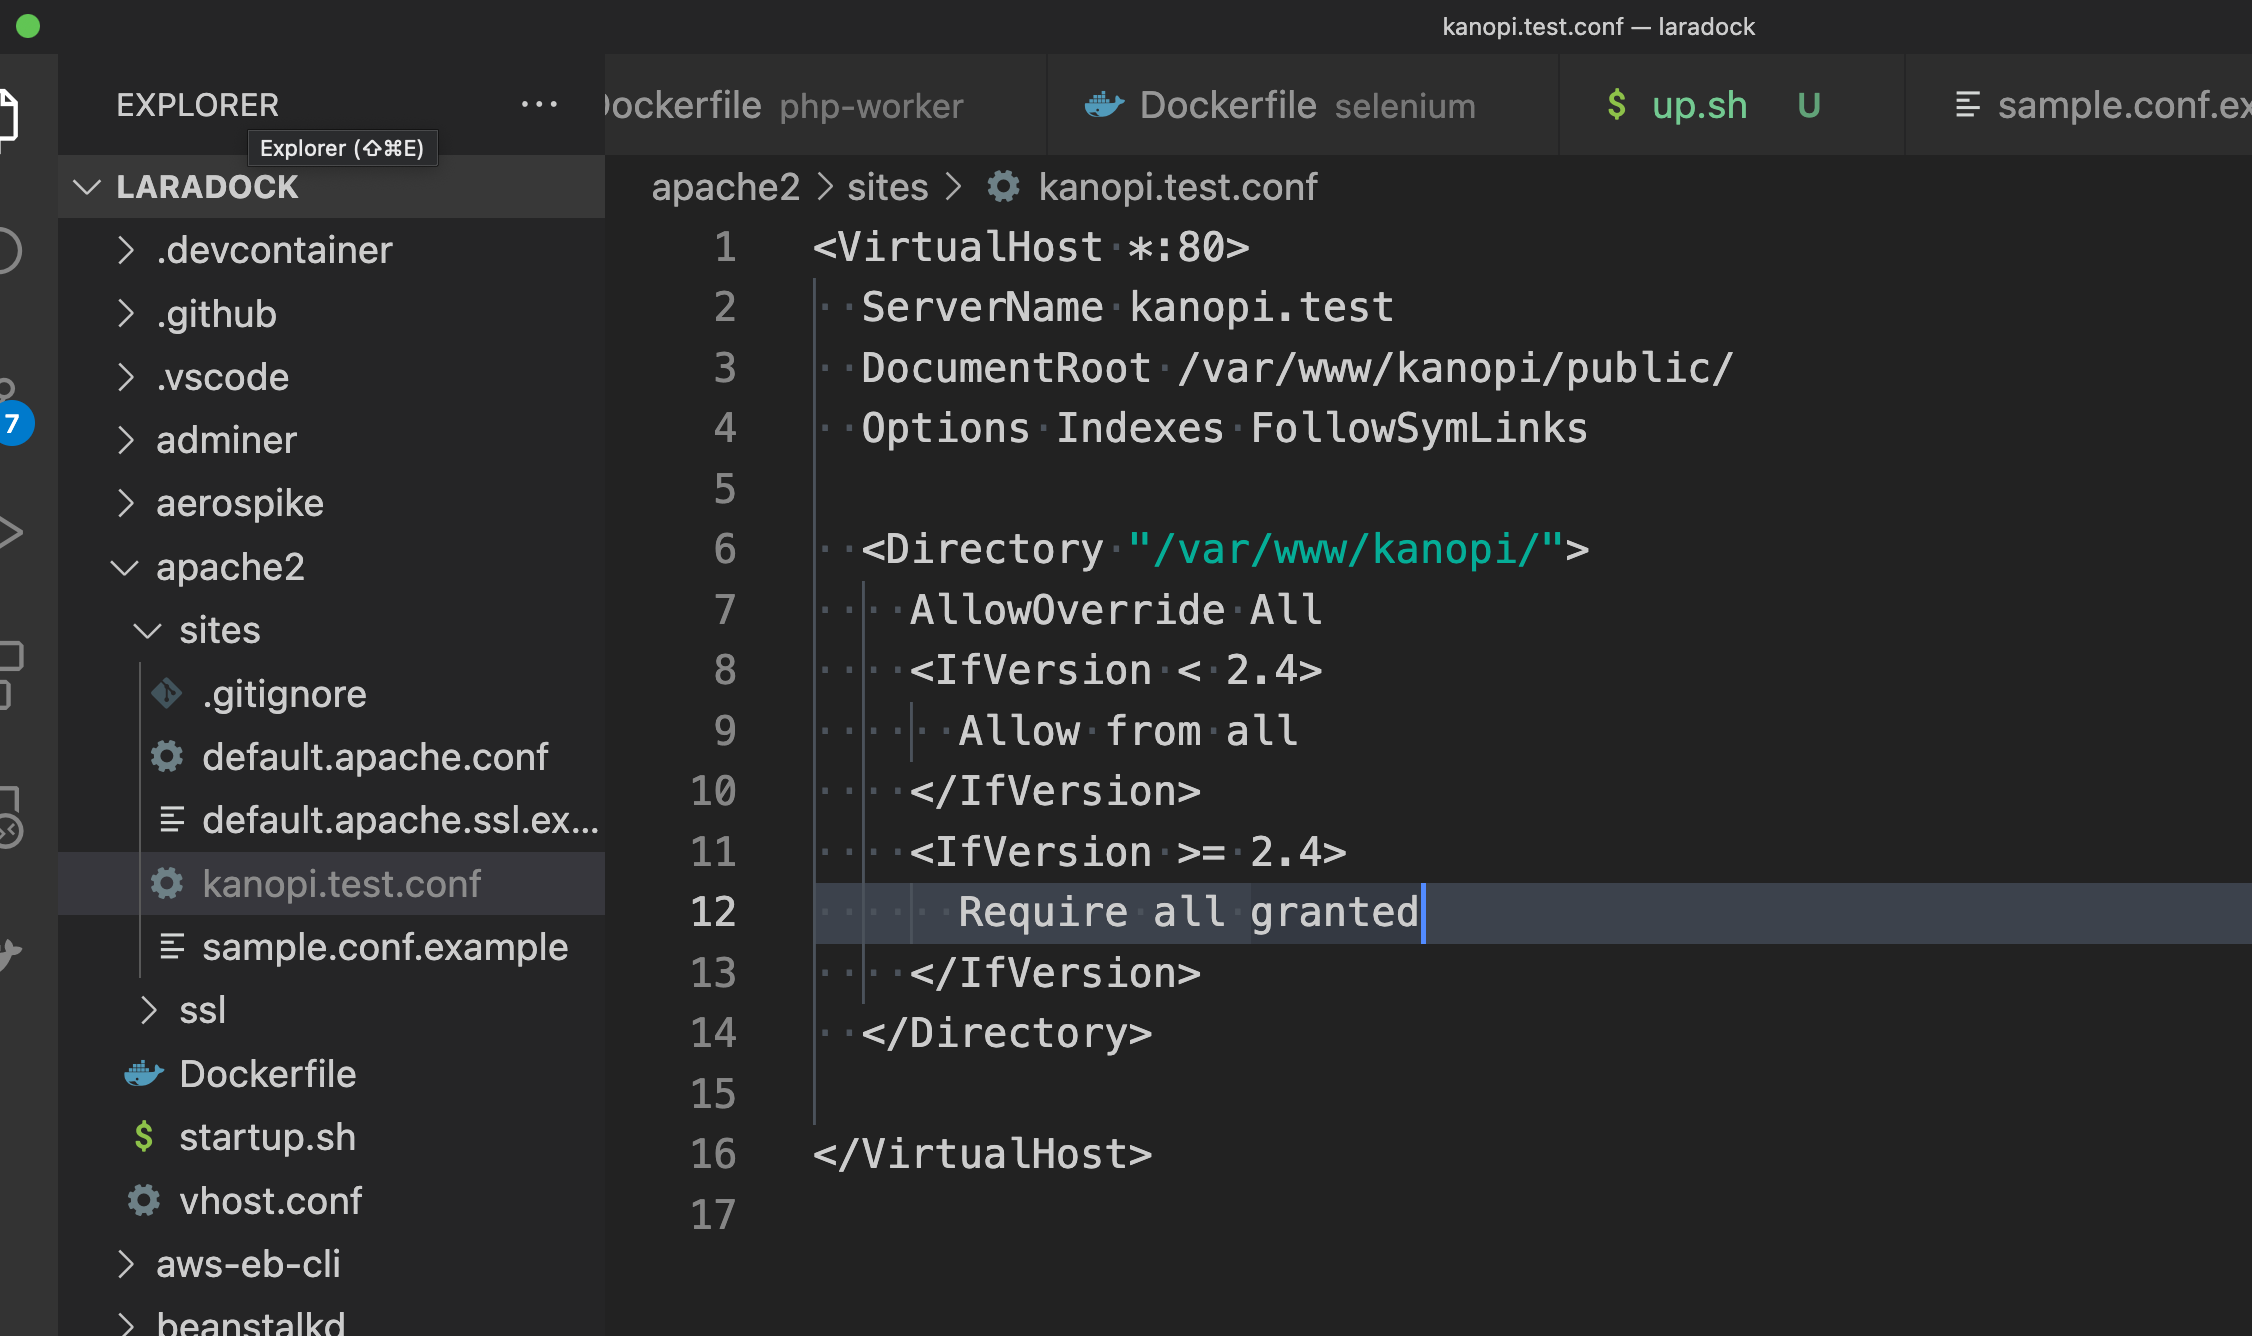 kanopi.test.conf — laradock
EXPLORER ···
Explorer (⇧⌘E)
LARADOCK
.devcontainer
.github
.vscode
adminer
aerospike
apache2
sites
.gitignore
default.apache.conf
default.apache.ssl.ex...
kanopi.test.conf
sample.conf.example
ssl
Dockerfile
$ startup.sh
vhost.conf
aws-eb-cli
beanstalkd
7
Dockerfile php-worker
Dockerfile selenium
$ up.sh U
sample.conf.ex
apache2 > sites > kanopi.test.conf
1 <VirtualHost *:80>
2 ServerName kanopi.test
3 DocumentRoot /var/www/kanopi/public/
4 Options Indexes FollowSymLinks
5
6 <Directory "/var/www/kanopi/">
7 AllowOverride All
8 <IfVersion < 2.4>
9 Allow from all
10 </IfVersion>
11 <IfVersion >= 2.4>
12 Require all granted
13 </IfVersion>
14 </Directory>
15
16 </VirtualHost>
17